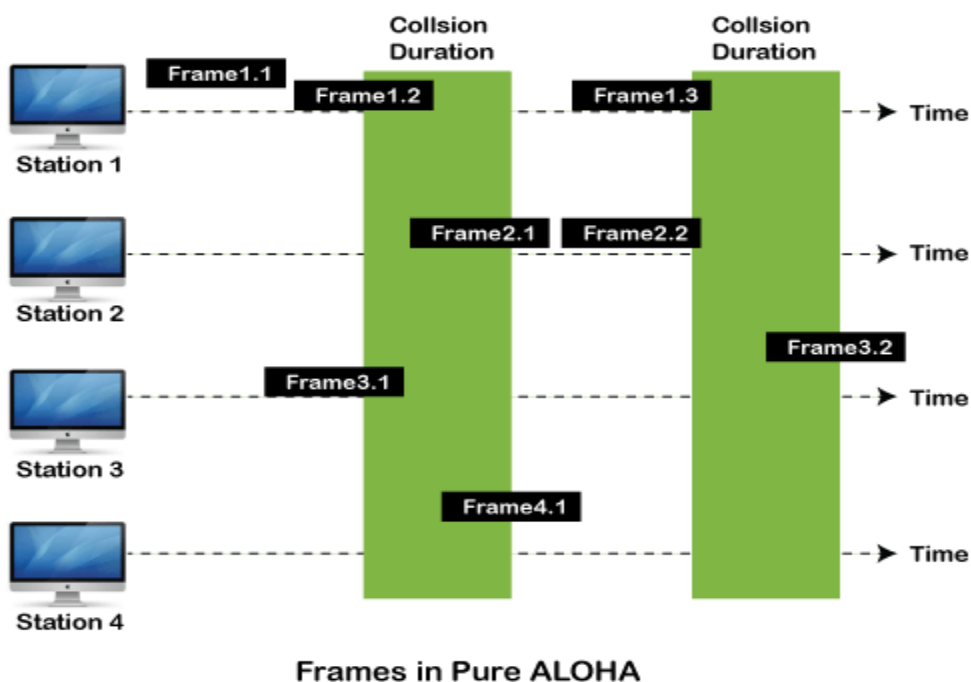 Collsion
Duration
Collsion
Duration
Frame1.1
Frame1.2
Frame1.3
Time
Station 1
Frame2.1
Frame2.2
Time
Station 2
Frame3.2
Frame3.1
Time
Station 3
Frame4.1
Time
Station 4
Frames in Pure ALOHA